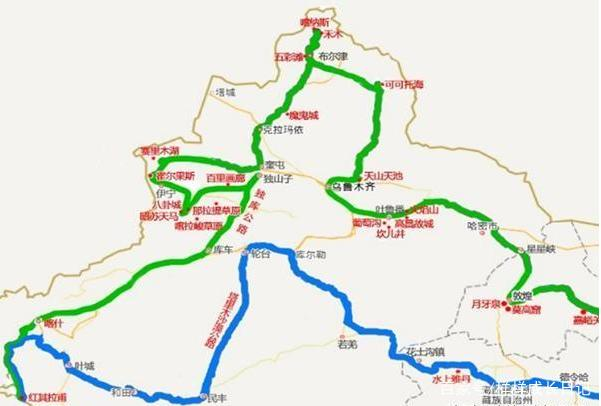 喀纳斯
禾木
五彩滩
布尔津
可可托海
塔城
魔鬼城
克拉玛依
赛里木湖
奎屯
天山天池
霍尔果斯
独山子
百里画廊
伊宁
乌鲁木齐
八卦城
那拉提草原
昭苏天马
喀拉峻草原
独库公路
吐鲁番
火焰山
葡萄沟
高昌故城
坎儿井
哈密市
星星峡
库车
轮台
库尔勒
塔里木沙漠公路
敦煌
月牙泉
莫高窟
嘉峪关
喀什
若羌
花土沟镇
叶城
水上雅丹
德令哈
和田
民丰
红其拉甫
藏族自治州